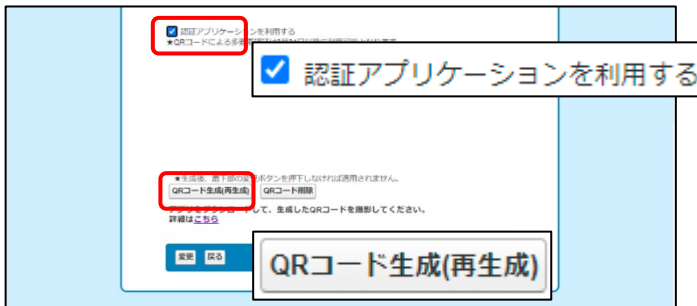 認証アプリケーションを利用する
★QRコードによる多要
認証アプリケーションを利用する
★生成後、最下部の変更ボタンを押下しなければ適用されません。
QRコード生成(再生成) QRコード削除
アプリをダウンロードして、生成したQRコードを撮影してください。
詳細はこちら
変更 戻る
QRコード生成(再生成)